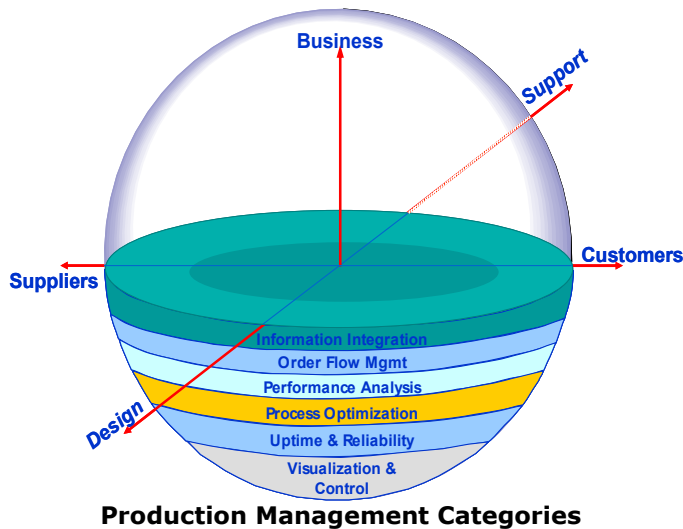 Business
Support
Suppliers
Customers
Information Integration
Order Flow Mgmt
Performance Analysis
Process Optimization
Design
Uptime & Reliability
Visualization &
Control
Production Management Categories